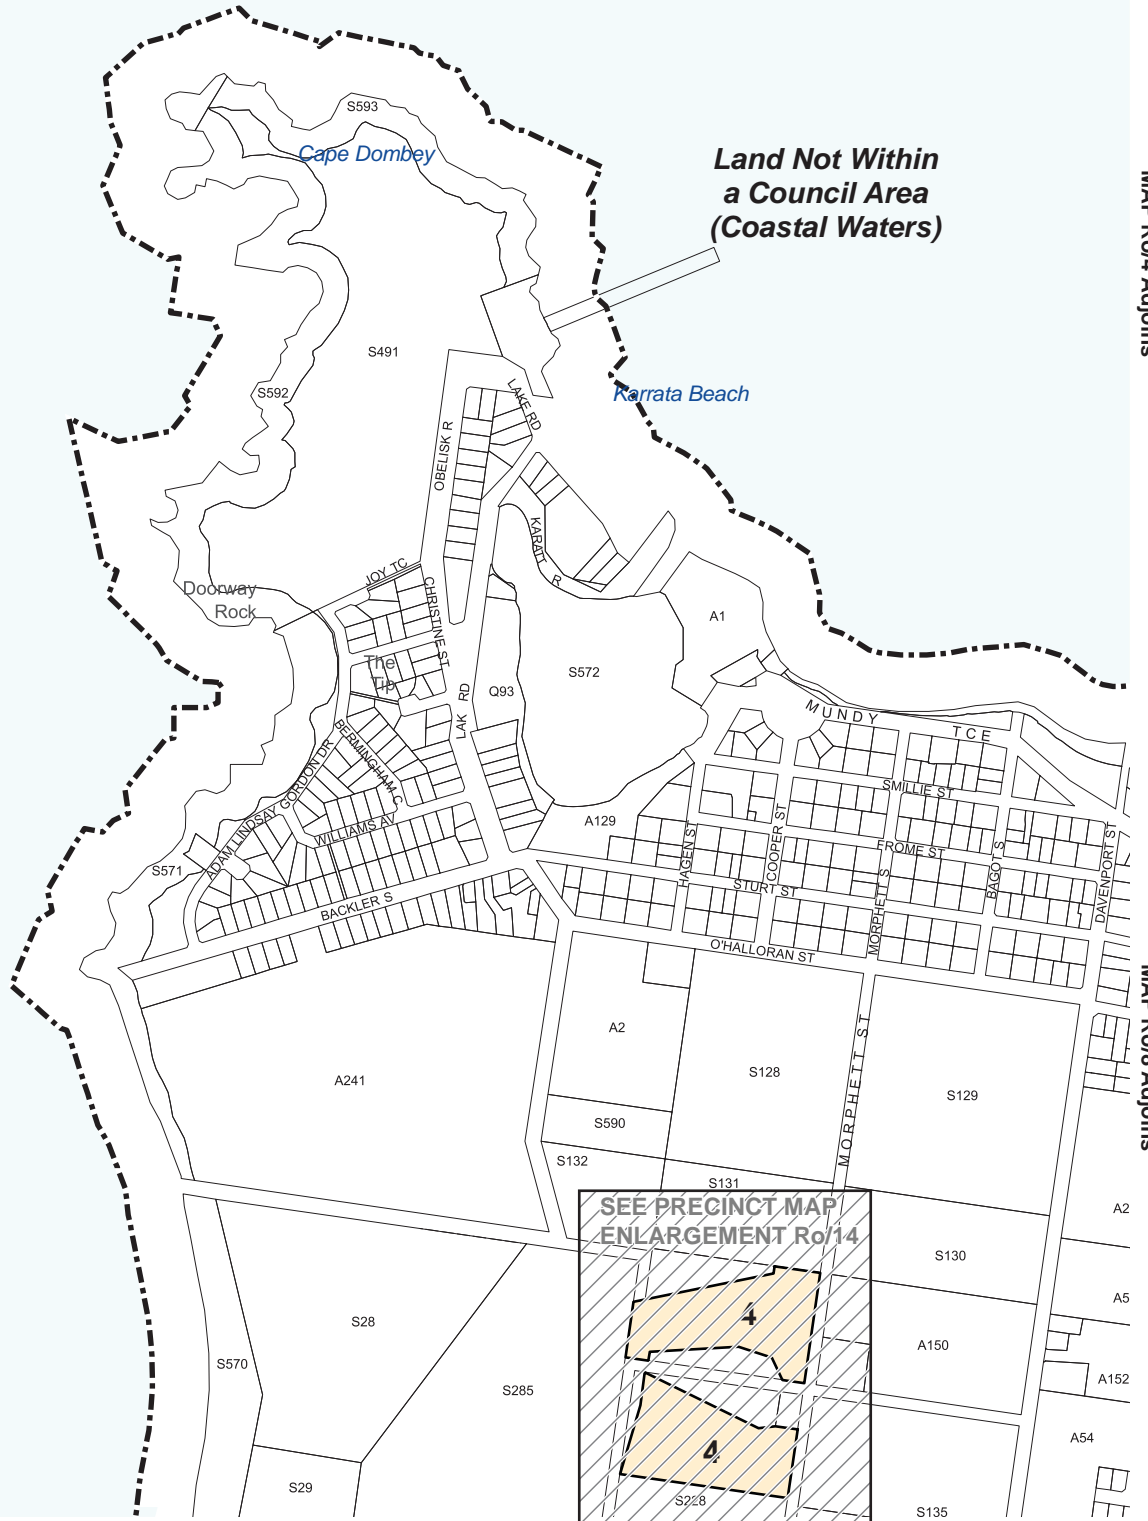 S593
Cape Dombey
Land Not Within
a Council Area
(Coastal Waters)
S491
S592
Karrata Beach
LAKE RD
OBELISK R
KARATT R
JOY TC
CHRISTINE ST
Doorway
Rock
A1
The
Tip
S572
Q93
LAK RD
MUNDY TCE
BERMINGHAM C
ADAM LINDSAY GORDON DR
SMILLIE ST
WILLIAMS AV
A129
HAGEN ST
COOPER ST
FROME ST
MORPHETT S
BAGOT S
DAVENPORT ST
S571
STURT ST
BACKLER S
O'HALLORAN ST
A2
A241
S128
S129
MORPHETT ST
S590
S132
S131
SEE PRECINCT MAP
ENLARGEMENT Ro/14
A2
S130
A5
4
S28
A150
S570
S285
A152
A54
4
S29
S228
S135